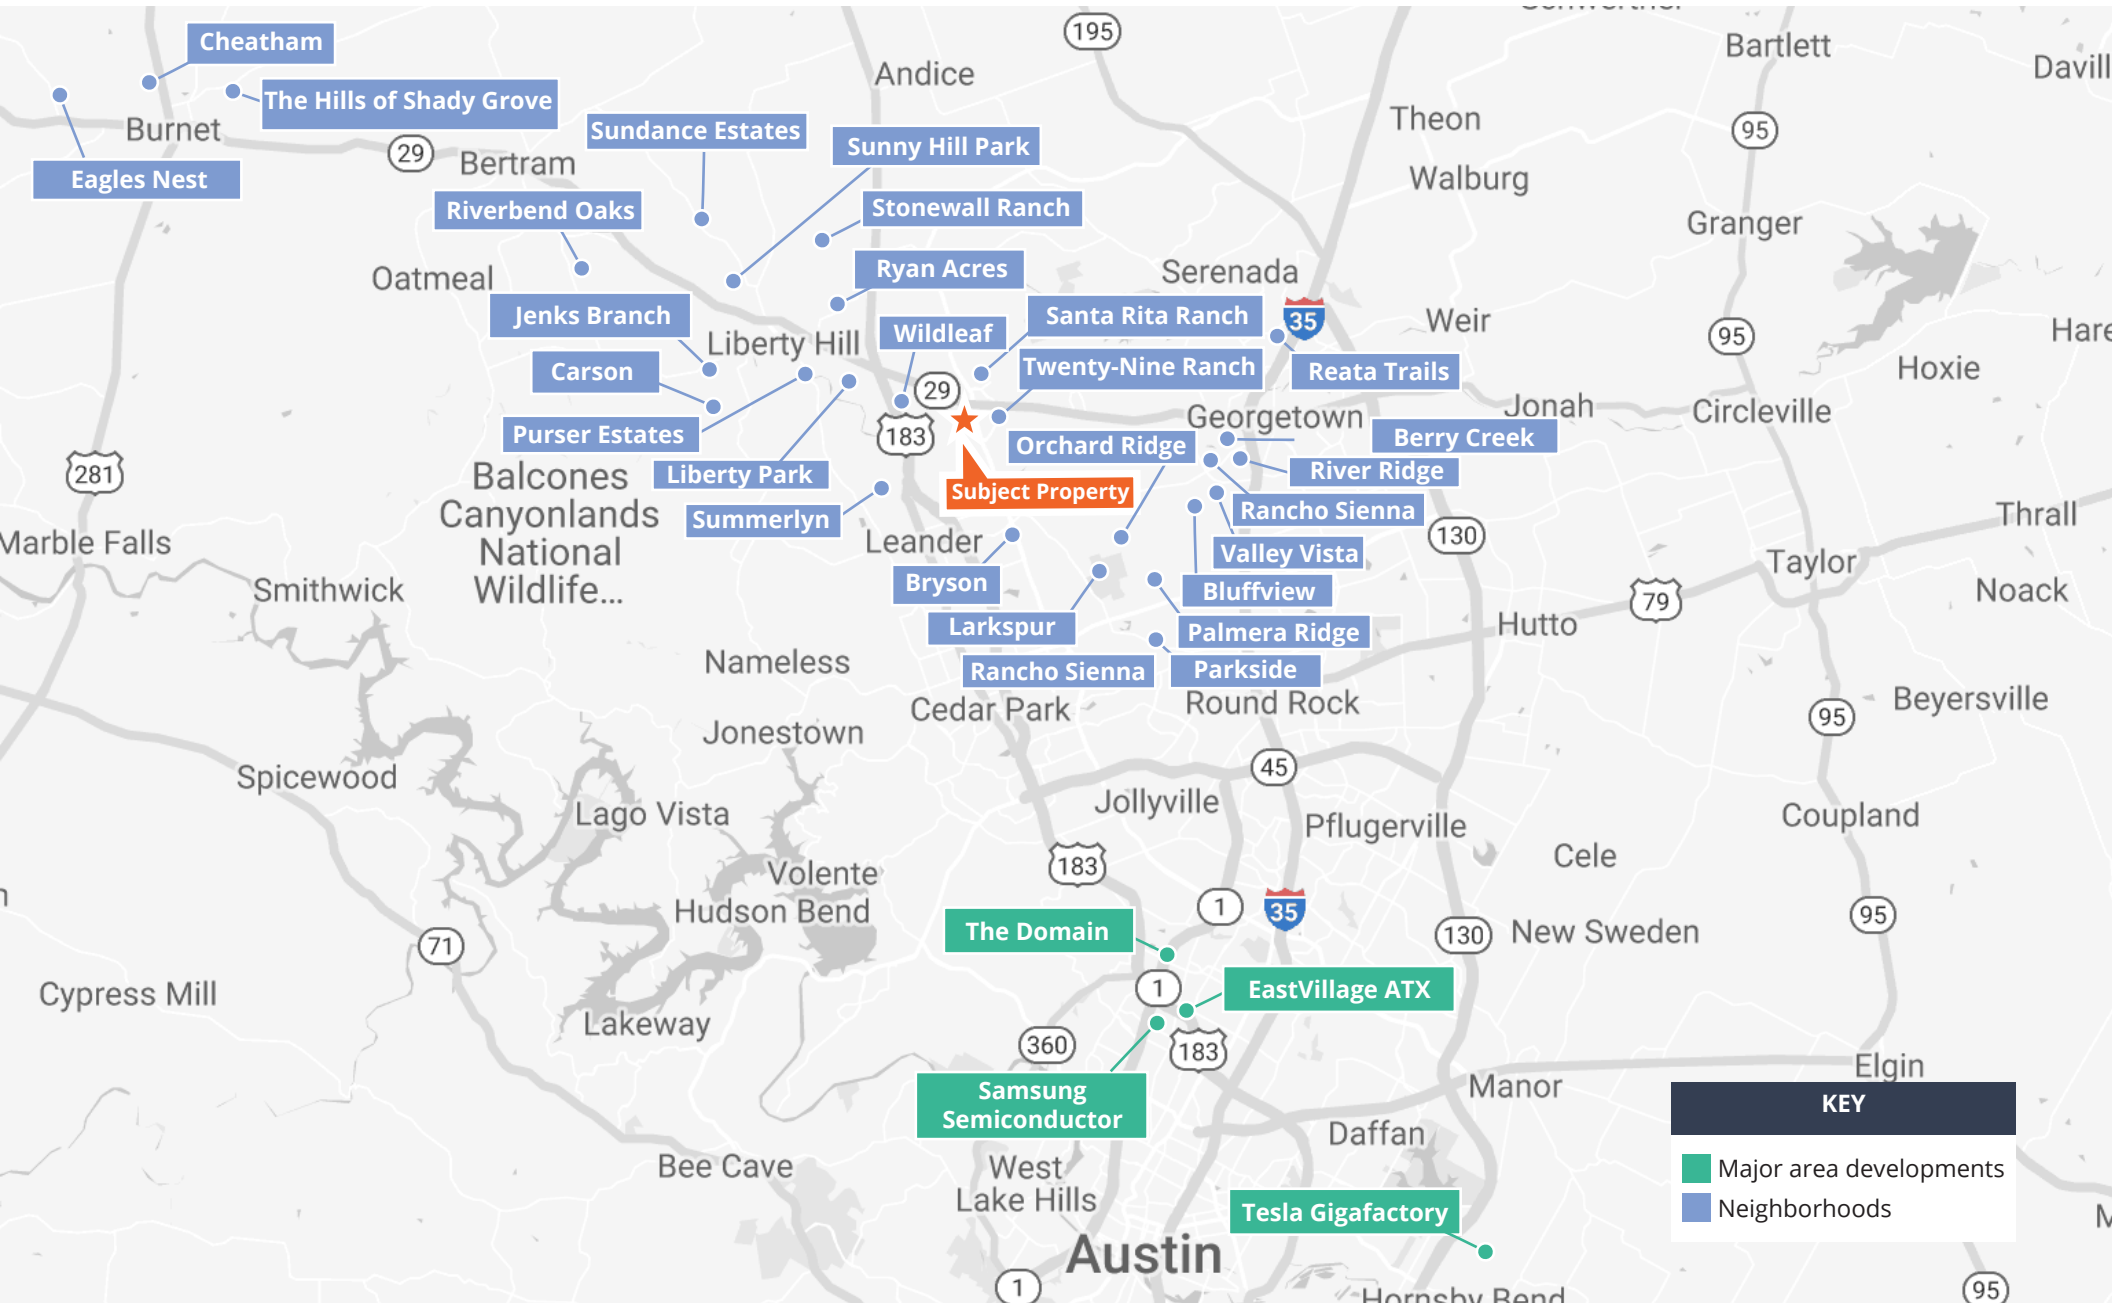 195
Bartlett
Cheatham
Andice
Davill
The Hills of Shady Grove
Theon
95
Burnet
Sundance Estates
Sunny Hill Park
29
Bertram
Walburg
Eagles Nest
Riverbend Oaks
Stonewall Ranch
Granger
Oatmeal
Ryan Acres
Serenada
Jenks Branch
Santa Rita Ranch
35
Weir
95
Hare
Liberty Hill
Wildleaf
Carson
Twenty-Nine Ranch
Reata Trails
Hoxie
29
Georgetown
Jonah
Circleville
Purser Estates
183
Orchard Ridge
Berry Creek
281
Balcones
Canyonlands
National
Wildlife...
Liberty Park
River Ridge
Subject Property
Rancho Sienna
Summerlyn
Thrall
Marble Falls
Leander
130
Valley Vista
Taylor
Smithwick
Bryson
Bluffview
79
Noack
Larkspur
Palmera Ridge
Hutto
Nameless
Rancho Sienna
Parkside
Cedar Park
Round Rock
95
Beyersville
Jonestown
Spicewood
45
Lago Vista
Jollyville
Pflugerville
Coupland
183
Cele
Volente
Hudson Bend
1
35
95
The Domain
130
New Sweden
71
Cypress Mill
1
EastVillage ATX
Lakeway
360
183
Elgin
Samsung
Semiconductor
Manor
KEY
Daffan
Bee Cave
West
Lake Hills
Major area developments
Tesla Gigafactory
Neighborhoods
Austin
1
Hornsby Bend
95